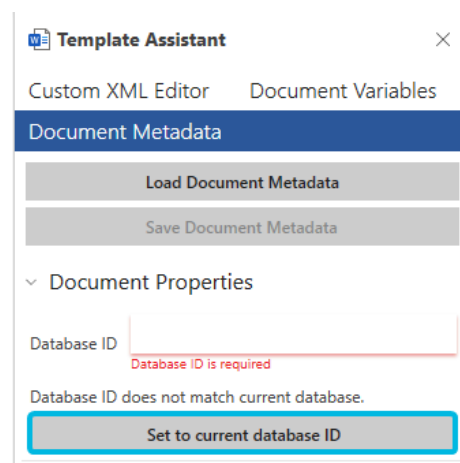 Template Assistant
Custom XML Editor Document Variables
Document Metadata
Load Document Metadata
Save Document Metadata
Document Properties
Database ID
Database ID is required
Database ID does not match current database.
Set to current database ID